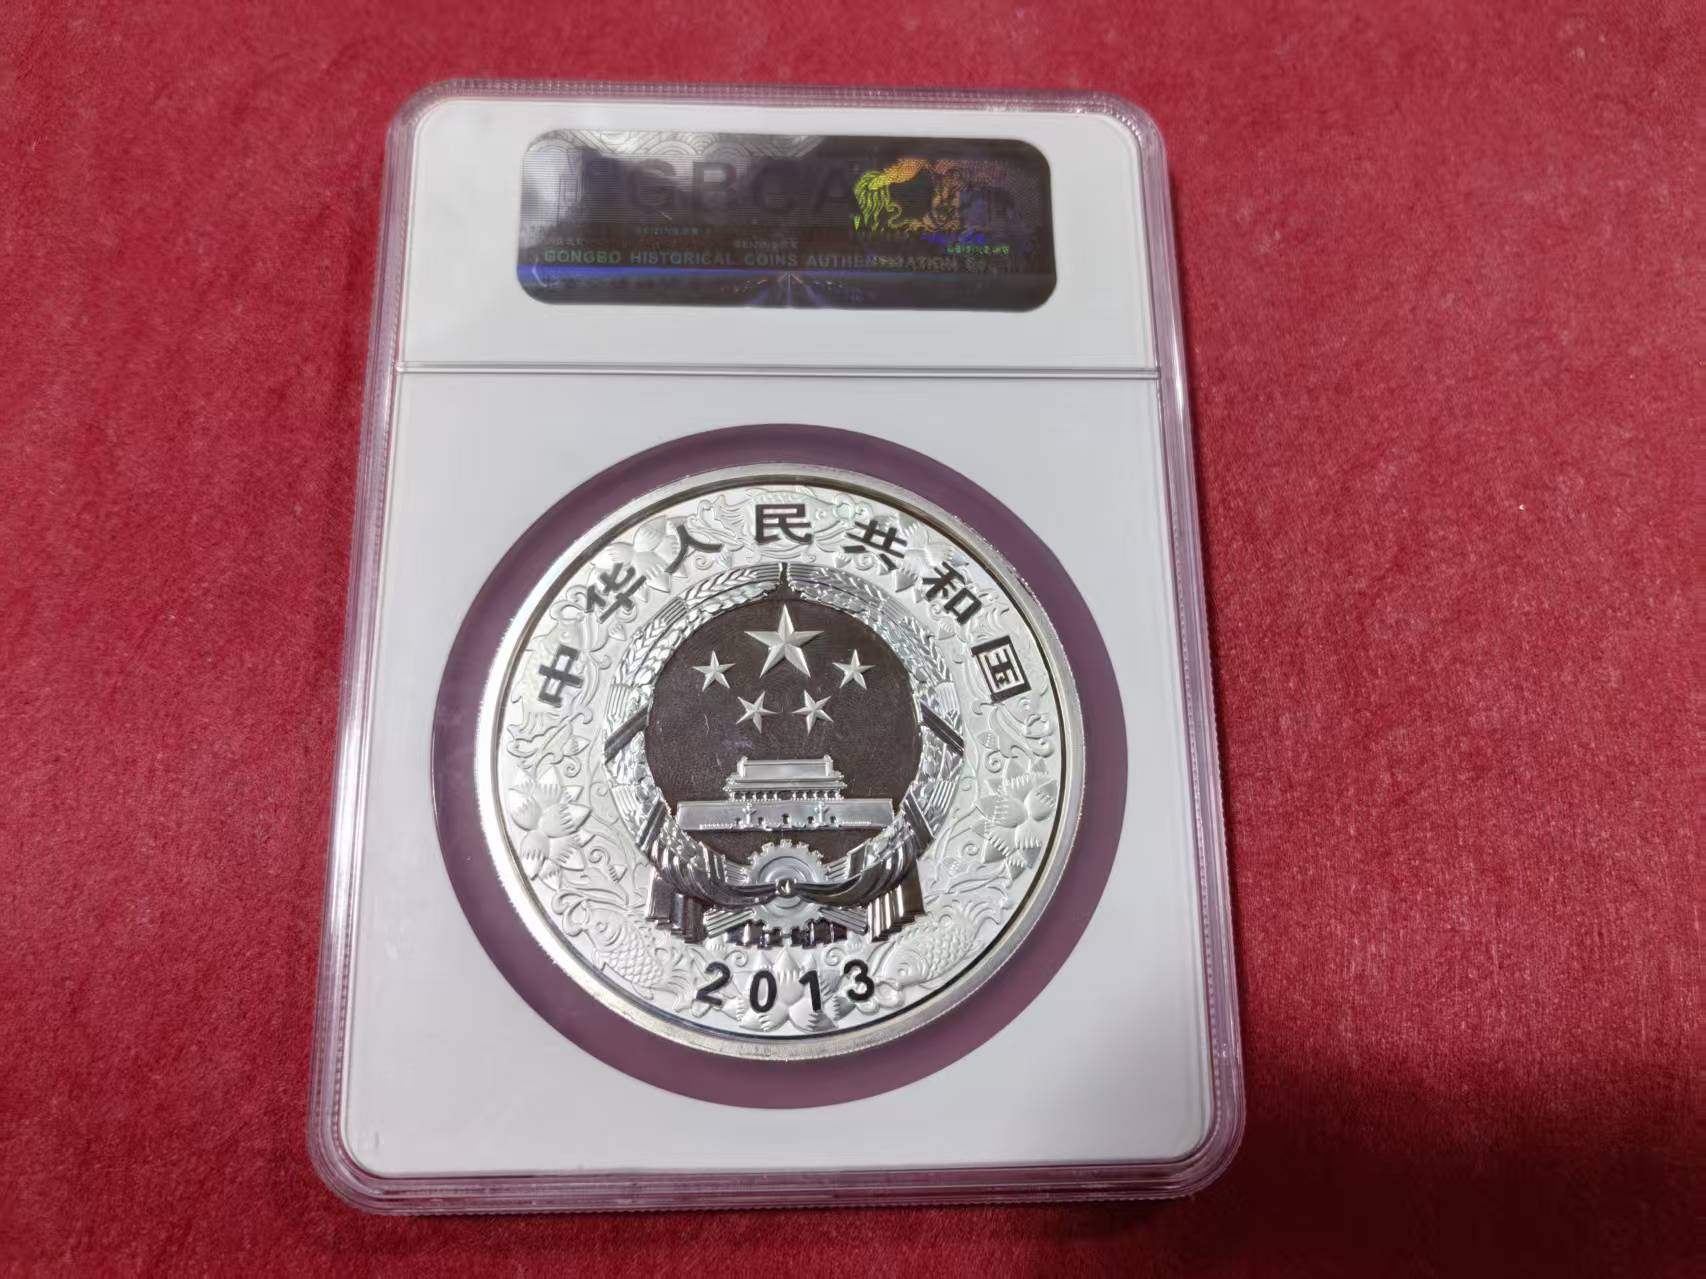 GBCA
GONGBO HISTORICAL COINS AUTHENTICATION
中华人民共和国
2013